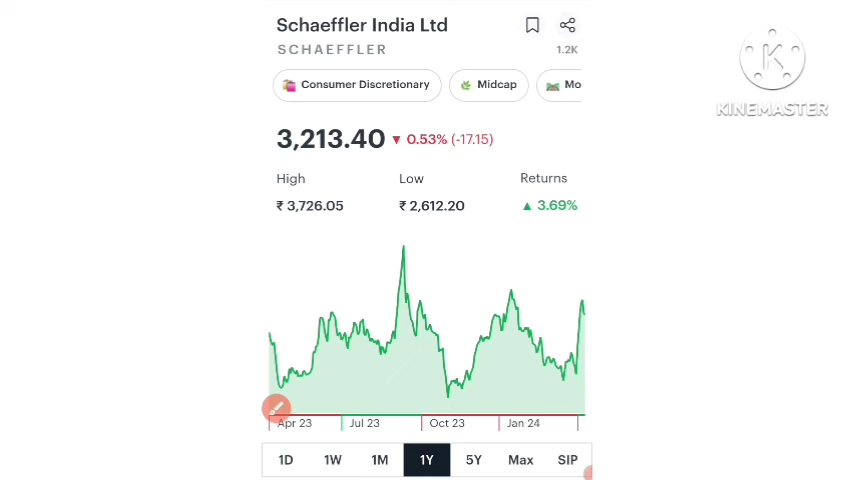 Schaeffler India Ltd
SCHAEFFLER 1.2K
Consumer Discretionary Midcap Mo
3,213.40 ▼ 0.53% (-17.15)
High Low Returns
₹ 3,726.05 ₹ 2,612.20 ▲ 3.69%
Apr 23 Jul 23 Oct 23 Jan 24
1D 1W 1M 1Y 5Y Max SIP
K
KINEMASTER